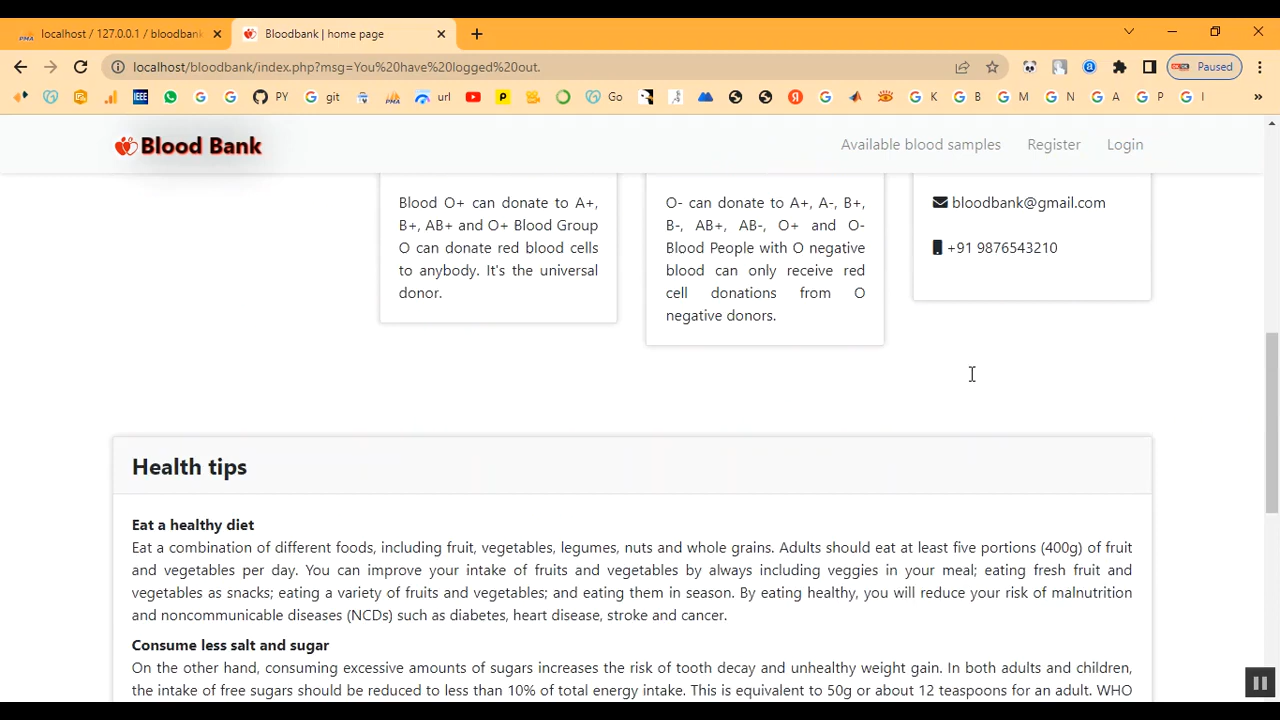 localhost / 127.0.0.1 / bloodbank
Bloodbank | home page
localhost/bloodbank/index.php?msg=You%20have%20logged%20out.
Paused
IEEE
PY
git
url
Go
K
B
M
N
A
P
I
Blood Bank
Available blood samples
Register
Login
Blood O+ can donate to A+,
B+, AB+ and O+ Blood Group
O can donate red blood cells
to anybody. It's the universal
donor.
O- can donate to A+, A-, B+,
B-, AB+, AB-, O+ and O-
Blood People with O negative
blood can only receive red
cell donations from O
negative donors.
bloodbank@gmail.com
+91 9876543210
Health tips
Eat a healthy diet
Eat a combination of different foods, including fruit, vegetables, legumes, nuts and whole grains. Adults should eat at least five portions (400g) of fruit
and vegetables per day. You can improve your intake of fruits and vegetables by always including veggies in your meal; eating fresh fruit and
vegetables as snacks; eating a variety of fruits and vegetables; and eating them in season. By eating healthy, you will reduce your risk of malnutrition
and noncommunicable diseases (NCDs) such as diabetes, heart disease, stroke and cancer.
Consume less salt and sugar
On the other hand, consuming excessive amounts of sugars increases the risk of tooth decay and unhealthy weight gain. In both adults and children,
the intake of free sugars should be reduced to less than 10% of total energy intake. This is equivalent to 50g or about 12 teaspoons for an adult. WHO